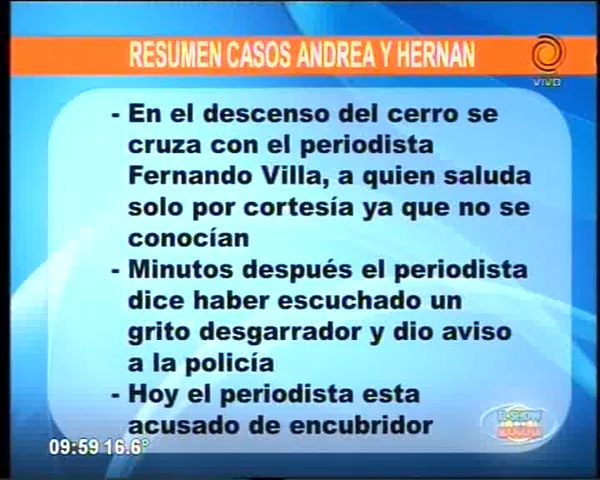 RESUMEN CASOS ANDREA Y HERNAN
VIVO
- En el descenso del cerro se
cruza con el periodista
Fernando Villa, a quien saluda
solo por cortesía ya que no se
conocían
- Minutos después el periodista
dice haber escuchado un
grito desgarrador y dio aviso
a la policía
- Hoy el periodista esta
acusado de encubridor
09:59 16.6°